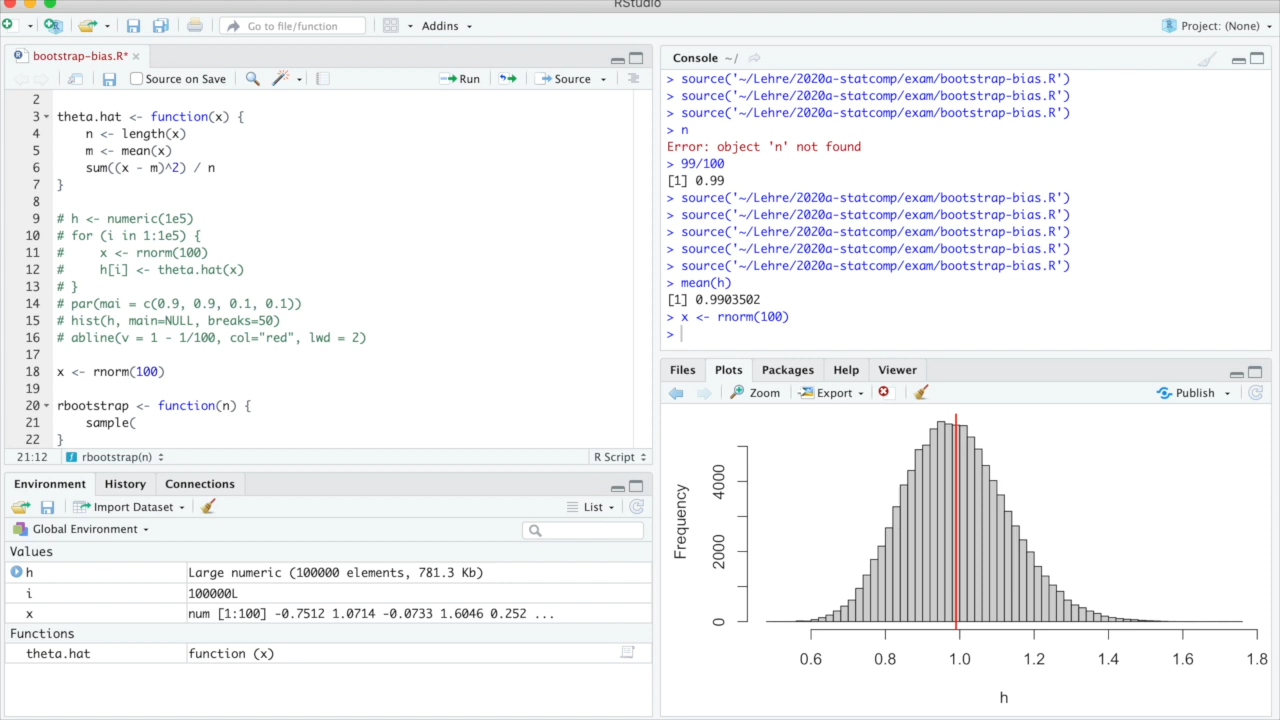 RStudio
Go to file/function
Addins
Project: (None)
bootstrap-bias.R*
Source on Save
Run
Source
2
3 theta.hat <- function(x) {
4 n <- length(x)
5 m <- mean(x)
6 sum((x - m)^2) / n
7 }
8
9 # h <- numeric(1e5)
10 # for (i in 1:1e5) {
11 # x <- rnorm(100)
12 # h[i] <- theta.hat(x)
13 # }
14 # par(mai = c(0.9, 0.9, 0.1, 0.1))
15 # hist(h, main=NULL, breaks=50)
16 # abline(v = 1 - 1/100, col="red", lwd = 2)
17
18 x <- rnorm(100)
19
20 rbootstrap <- function(n) {
21 sample(
22 }
21:12 rbootstrap(n) R Script
Environment History Connections
Import Dataset List
Global Environment
Values
h Large numeric (100000 elements, 781.3 Kb)
i 100000L
x num [1:100] -0.7512 1.0714 -0.0733 1.6046 0.252 ...
Functions
theta.hat function (x)
Console ~/
> source('~/Lehre/2020a-statcomp/exam/bootstrap-bias.R')
> source('~/Lehre/2020a-statcomp/exam/bootstrap-bias.R')
> source('~/Lehre/2020a-statcomp/exam/bootstrap-bias.R')
> n
Error: object 'n' not found
> 99/100
[1] 0.99
> source('~/Lehre/2020a-statcomp/exam/bootstrap-bias.R')
> source('~/Lehre/2020a-statcomp/exam/bootstrap-bias.R')
> source('~/Lehre/2020a-statcomp/exam/bootstrap-bias.R')
> source('~/Lehre/2020a-statcomp/exam/bootstrap-bias.R')
> source('~/Lehre/2020a-statcomp/exam/bootstrap-bias.R')
> mean(h)
[1] 0.9903502
> x <- rnorm(100)
>
Files Plots Packages Help Viewer
Zoom Export Publish
Frequency
4000
2000
0
0.6 0.8 1.0 1.2 1.4 1.6 1.8
h